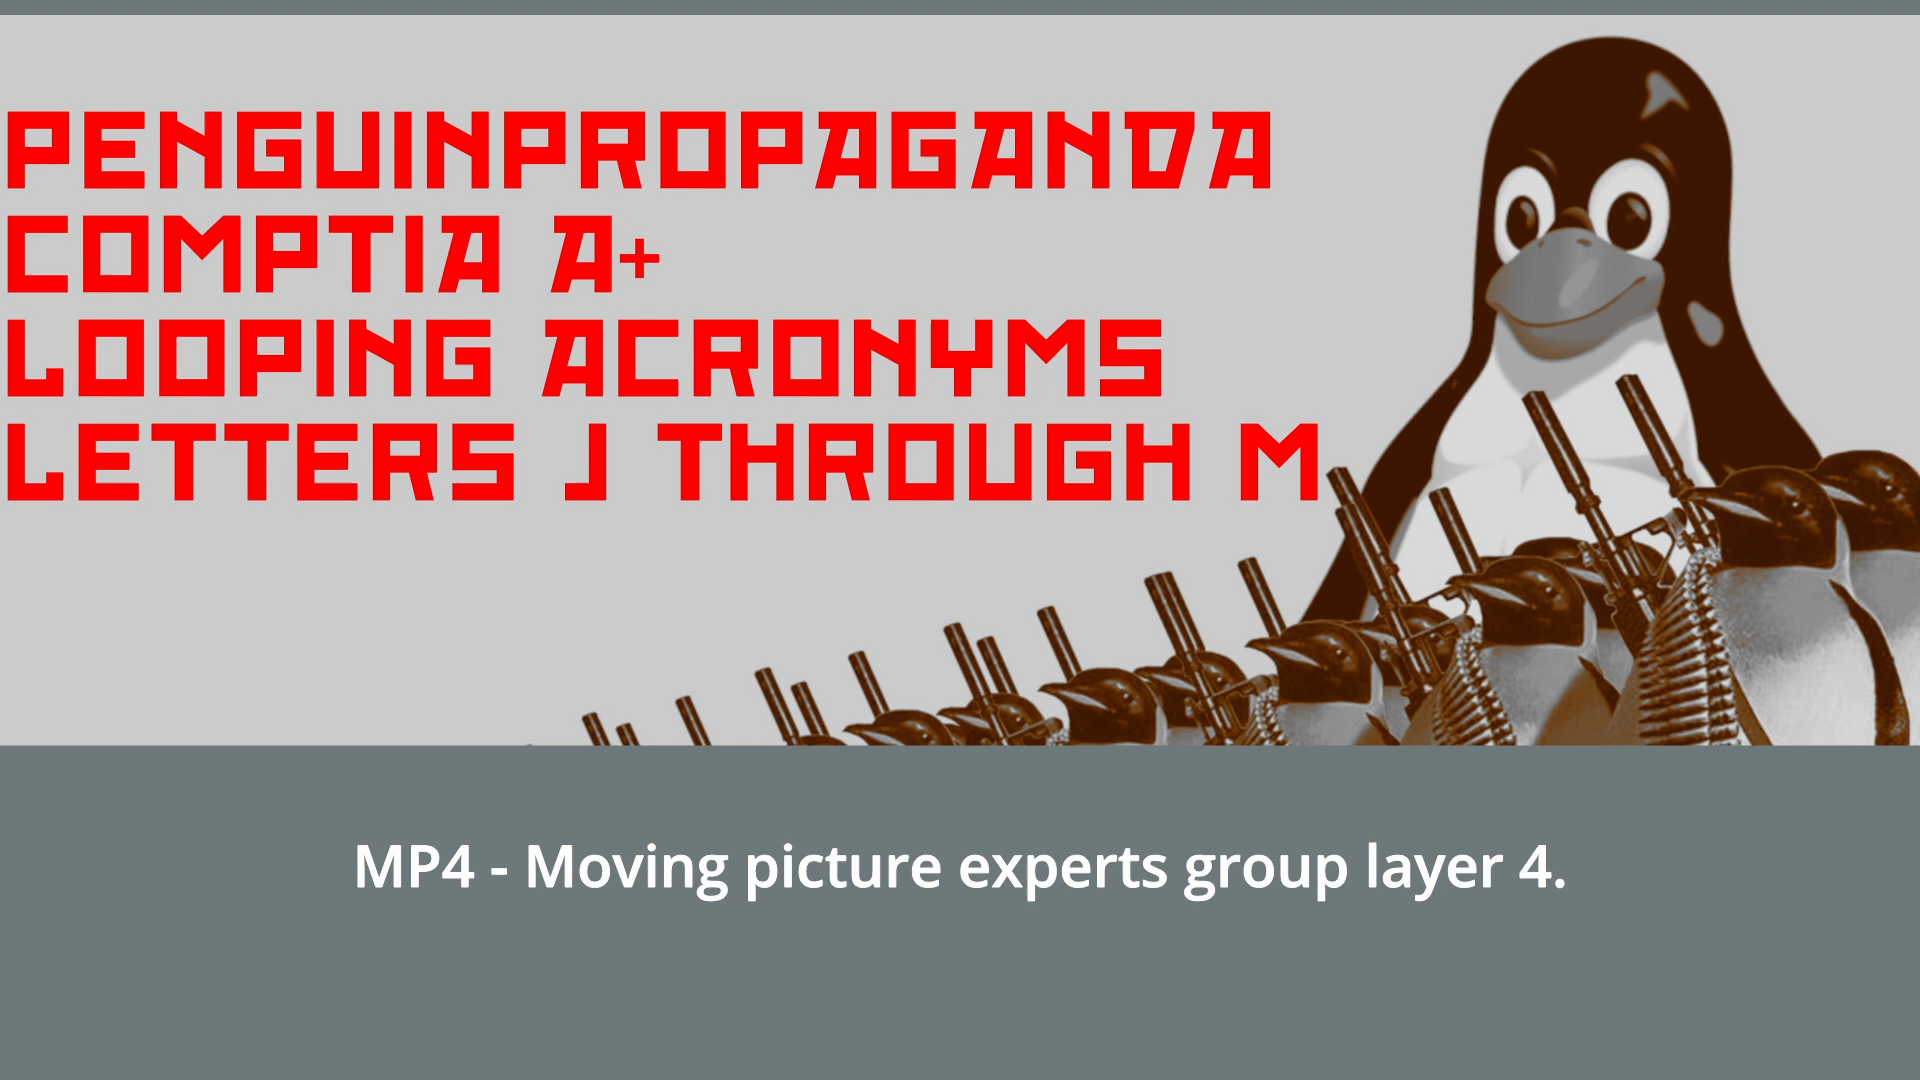 PENGUINPROPAGANDA
COMPTIA A+
LOOPING ACRONYMS
LETTERS J THROUGH M
MP4 - Moving picture experts group layer 4.